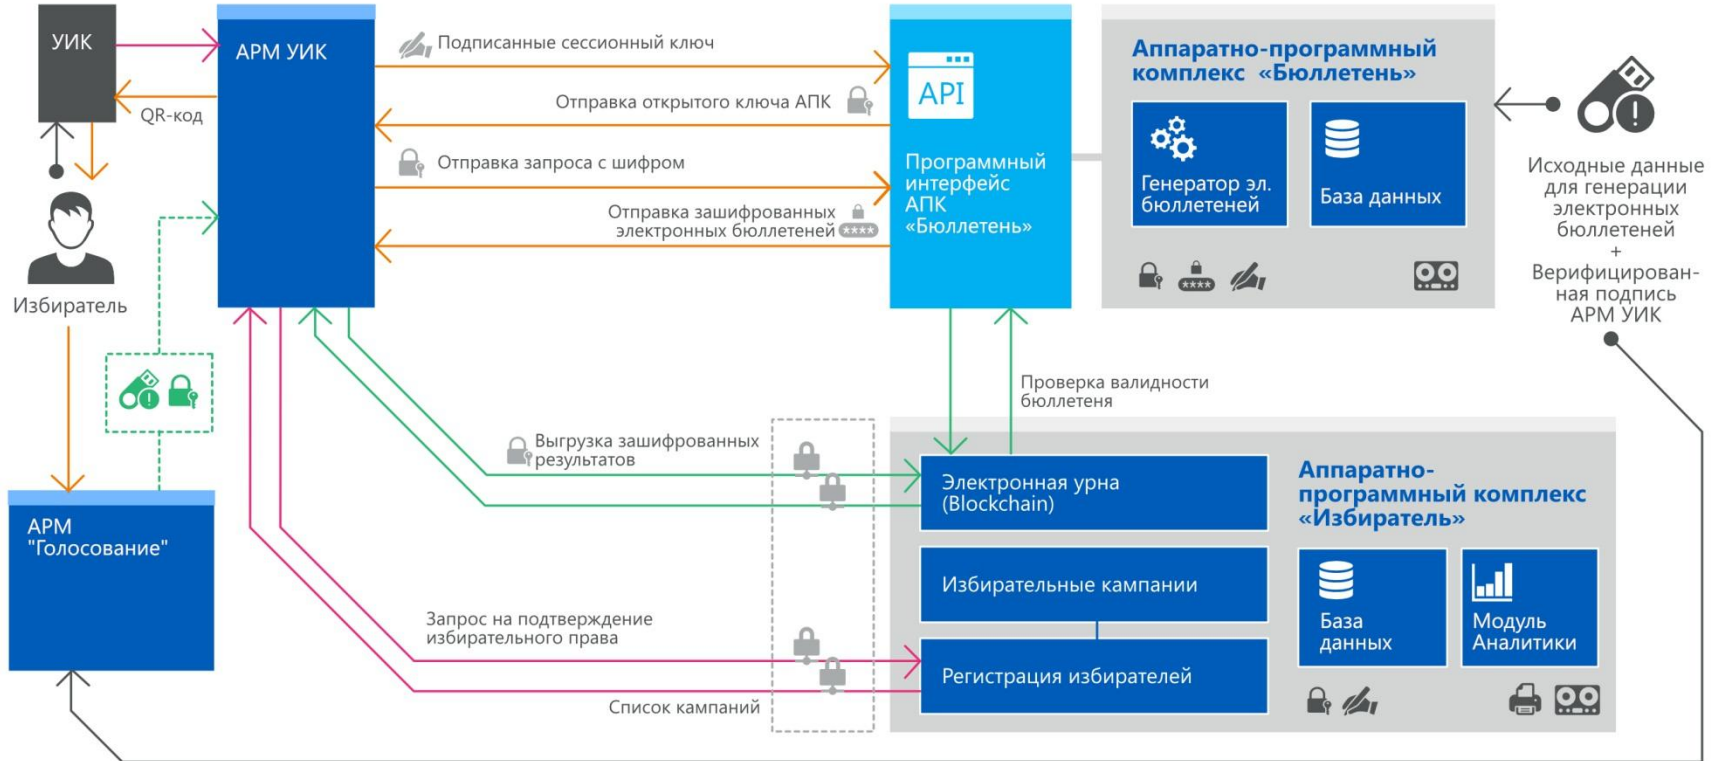 УИК
QR-код
Избиратель
АРМ
"Голосование"
АРМ УИК
Подписанные сессионный ключ
Отправка открытого ключа АПК
Отправка запроса с шифром
Отправка зашифрованных
электронных бюллетеней
****
API
Программный
интерфейс
АПК
«Бюллетень»
Аппаратно-программный
комплекс «Бюллетень»
Генератор эл.
бюллетеней
База данных
****
Исходные данные
для генерации
электронных
бюллетеней
+
Верифицирован-
ная подпись
АРМ УИК
Проверка валидности
бюллетеня
Выгрузка зашифрованных
результатов
Запрос на подтверждение
избирательного права
Список кампаний
Электронная урна
(Blockchain)
Избирательные кампании
Регистрация избирателей
Аппаратно-
программный комплекс
«Избиратель»
База
данных
Модуль
Аналитики